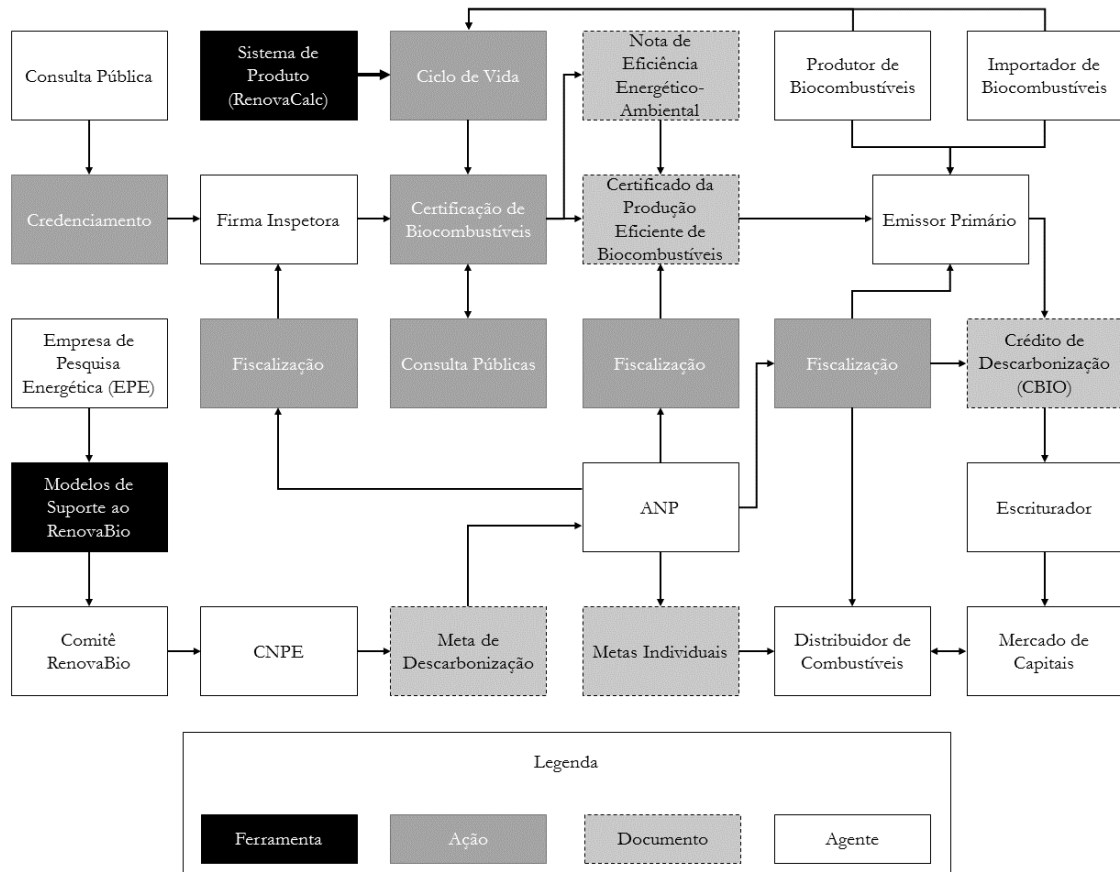 Consulta Pública
Sistema de
Produto
(RenovaCalc)
Ciclo de Vida
Nota de
Eficiência
Energético-
Ambiental
Produtor de
Biocombustíveis
Importador de
Biocombustíveis
Credenciamento
Firma Inspetora
Certificação de
Biocombustíveis
Certificado da
Produção
Eficiente de
Biocombustíveis
Emissor Primário
Empresa de
Pesquisa
Energética (EPE)
Fiscalização
Consulta Públicas
Fiscalização
Fiscalização
Crédito de
Descarbonização
(CBIO)
Modelos de
Suporte ao
RenovaBio
ANP
Escriturador
Comitê
RenovaBio
CNPE
Meta de
Descarbonização
Metas Individuais
Distribuidor de
Combustíveis
Mercado de
Capitais
Legenda
Ferramenta
Ação
Documento
Agente